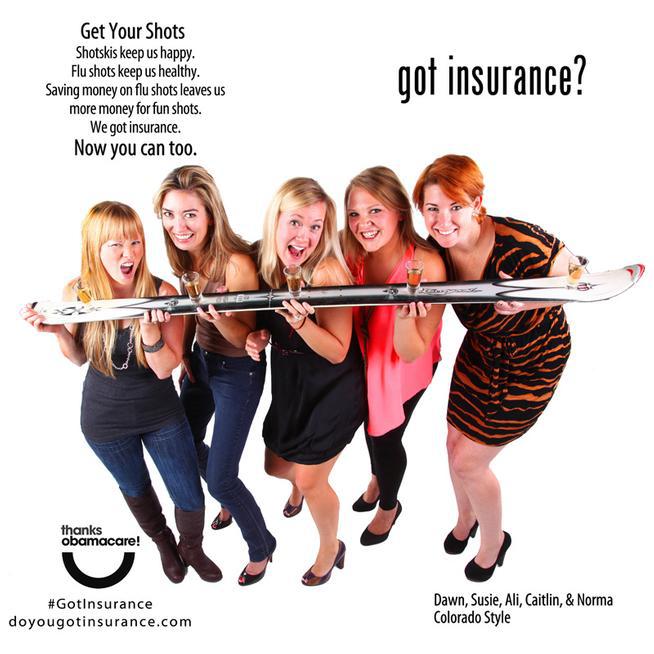 Get Your Shots
Shotskis keep us happy.
Flu shots keep us healthy.
Saving money on flu shots leaves us
more money for fun shots.
We got insurance.
Now you can too.
got insurance?
thanks
obamacare!
#GotInsurance
doyougotinsurance.com
Dawn, Susie, Ali, Caitlin, & Norma
Colorado Style